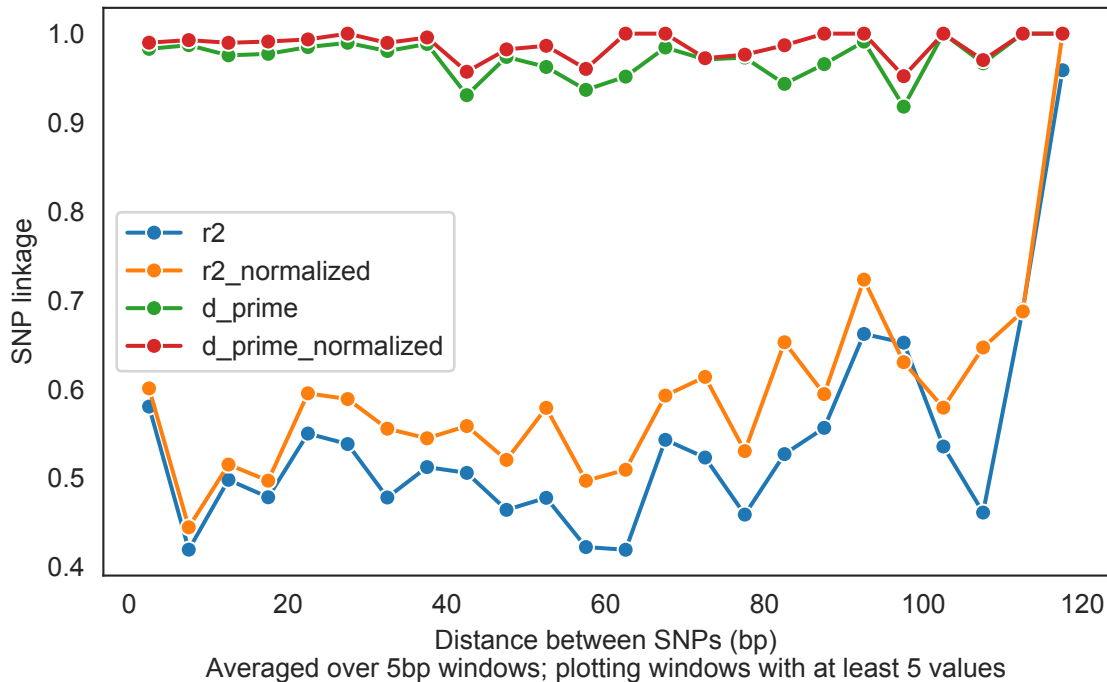 1.0
0.9
0.8
0.7
0.6
0.5
0.4
SNP linkage
r2
r2_normalized
d_prime
d_prime_normalized
0 20 40 60 80 100 120
Distance between SNPs (bp)
Averaged over 5bp windows; plotting windows with at least 5 values